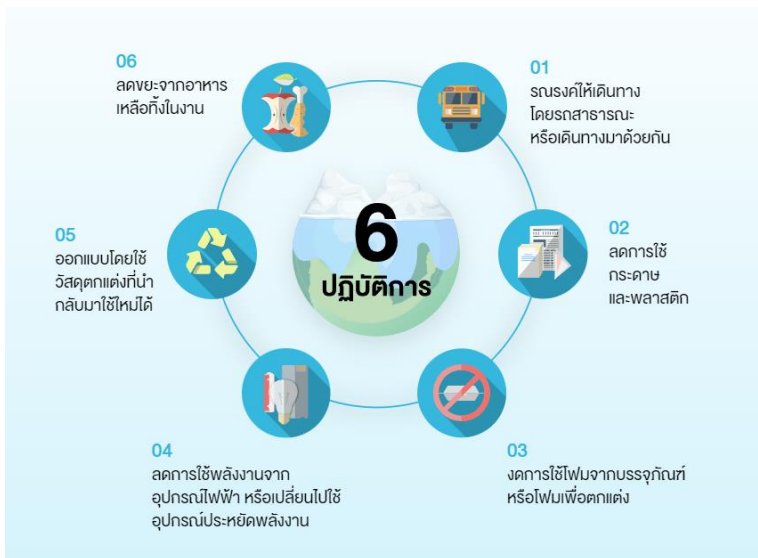 6
ปฏิบัติการ
01
รณรงค์ให้เดินทาง
โดยรถสาธารณะ
หรือเดินทางมาด้วยกัน
02
ลดการใช้
กระดาษ
และพลาสติก
03
งดการใช้โฟมจากบรรจุภัณฑ์
หรือโฟมเพื่อตกแต่ง
04
ลดการใช้พลังงานจาก
อุปกรณ์ไฟฟ้า หรือเปลี่ยนไปใช้
อุปกรณ์ประหยัดพลังงาน
05
ออกแบบโดยใช้
วัสดุตกแต่งที่นำ
กลับมาใช้ใหม่ได้
06
ลดขยะจากอาหาร
เหลือทิ้งในงาน